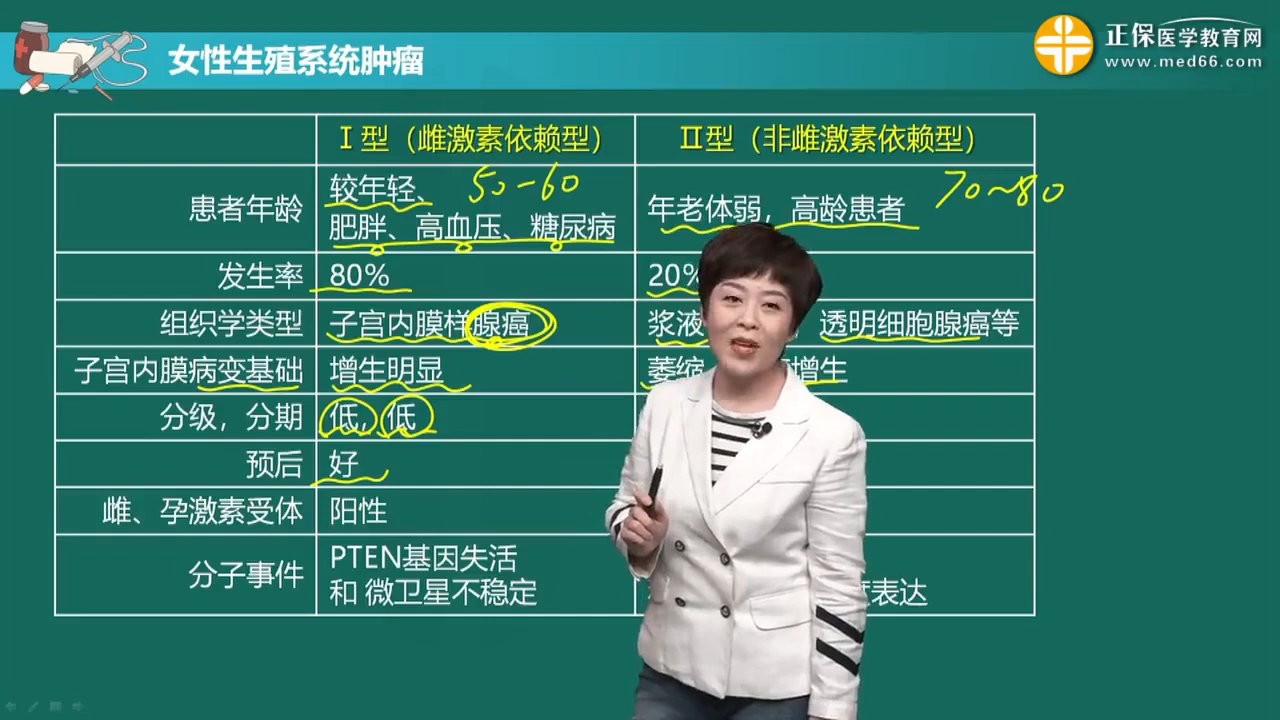 女性生殖系统肿瘤
正保医学教育网
www.med66.com
Ⅰ型（雌激素依赖型）
Ⅱ型（非雌激素依赖型）
患者年龄
较年轻、
50-60
肥胖、高血压、糖尿病
年老体弱，高龄患者
70~80
发生率
80%
20%
组织学类型
子宫内膜样腺癌
浆液
透明细胞腺癌等
子宫内膜病变基础
增生明显
萎缩
增生
分级，分期
低，低
预后
好
雌、孕激素受体
阳性
分子事件
PTEN基因失活
和 微卫星不稳定
表达